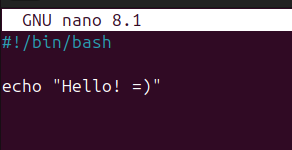 GNU nano 8.1
#!/bin/bash
echo "Hello! =)"